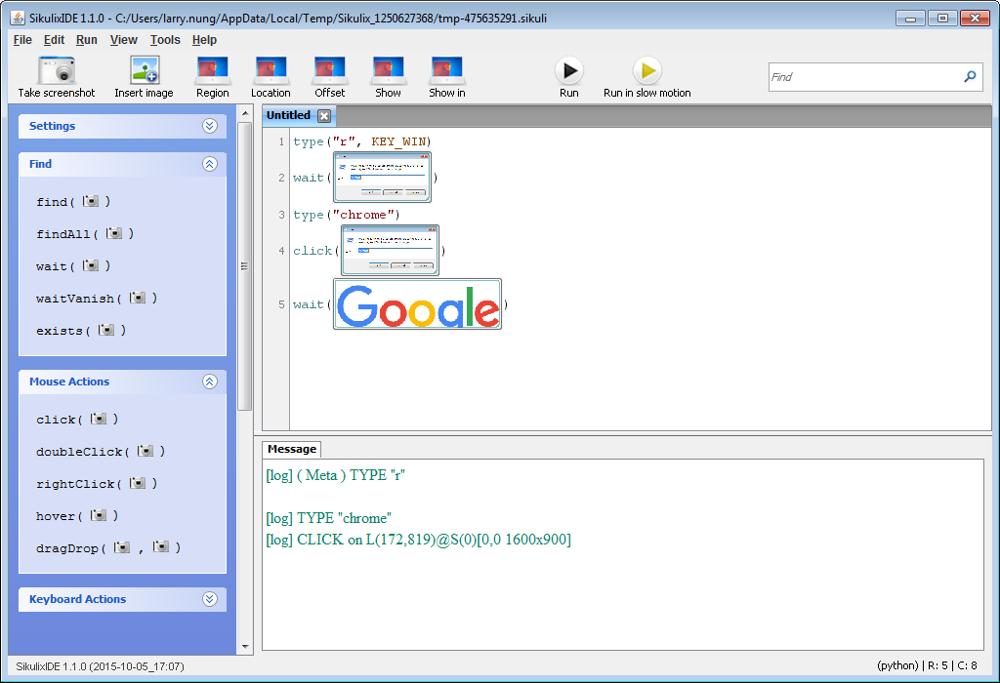 SikulixIDE 1.1.0 - C:/Users/larry.nung/AppData/Local/Temp/Sikulix_1250627368/tmp-475635291.sikuli
File Edit Run View Tools Help
Take screenshot Insert image Region Location Offset Show Show in Run Run in slow motion Find
Settings
Find
find( )
findAll( )
wait( )
waitVanish( )
exists( )
Mouse Actions
click( )
doubleClick( )
rightClick( )
hover( )
dragDrop( , )
Keyboard Actions
Untitled
1 type("r", KEY_WIN)
2 wait( )
3 type("chrome")
4 click( )
5 wait(Google)
Message
[log] ( Meta ) TYPE "r"
[log] TYPE "chrome"
[log] CLICK on L(172,819)@S(0)[0,0 1600x900]
SikulixIDE 1.1.0 (2015-10-05_17:07) (python) | R: 5 | C: 8